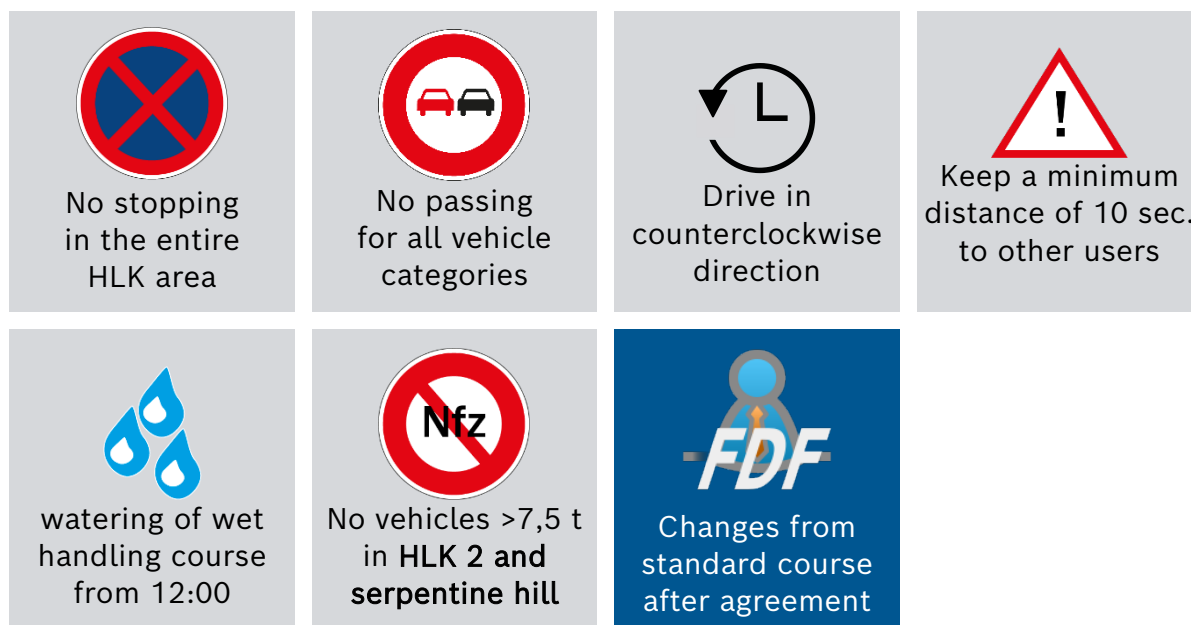 No stopping
in the entire
HLK area
No passing
for all vehicle
categories
Drive in
counterclockwise
direction
!
Keep a minimum
distance of 10 sec.
to other users
watering of wet
handling course
from 12:00
Nfz
No vehicles >7,5 t
in HLK 2 and
serpentine hill
FDF
Changes from
standard course
after agreement